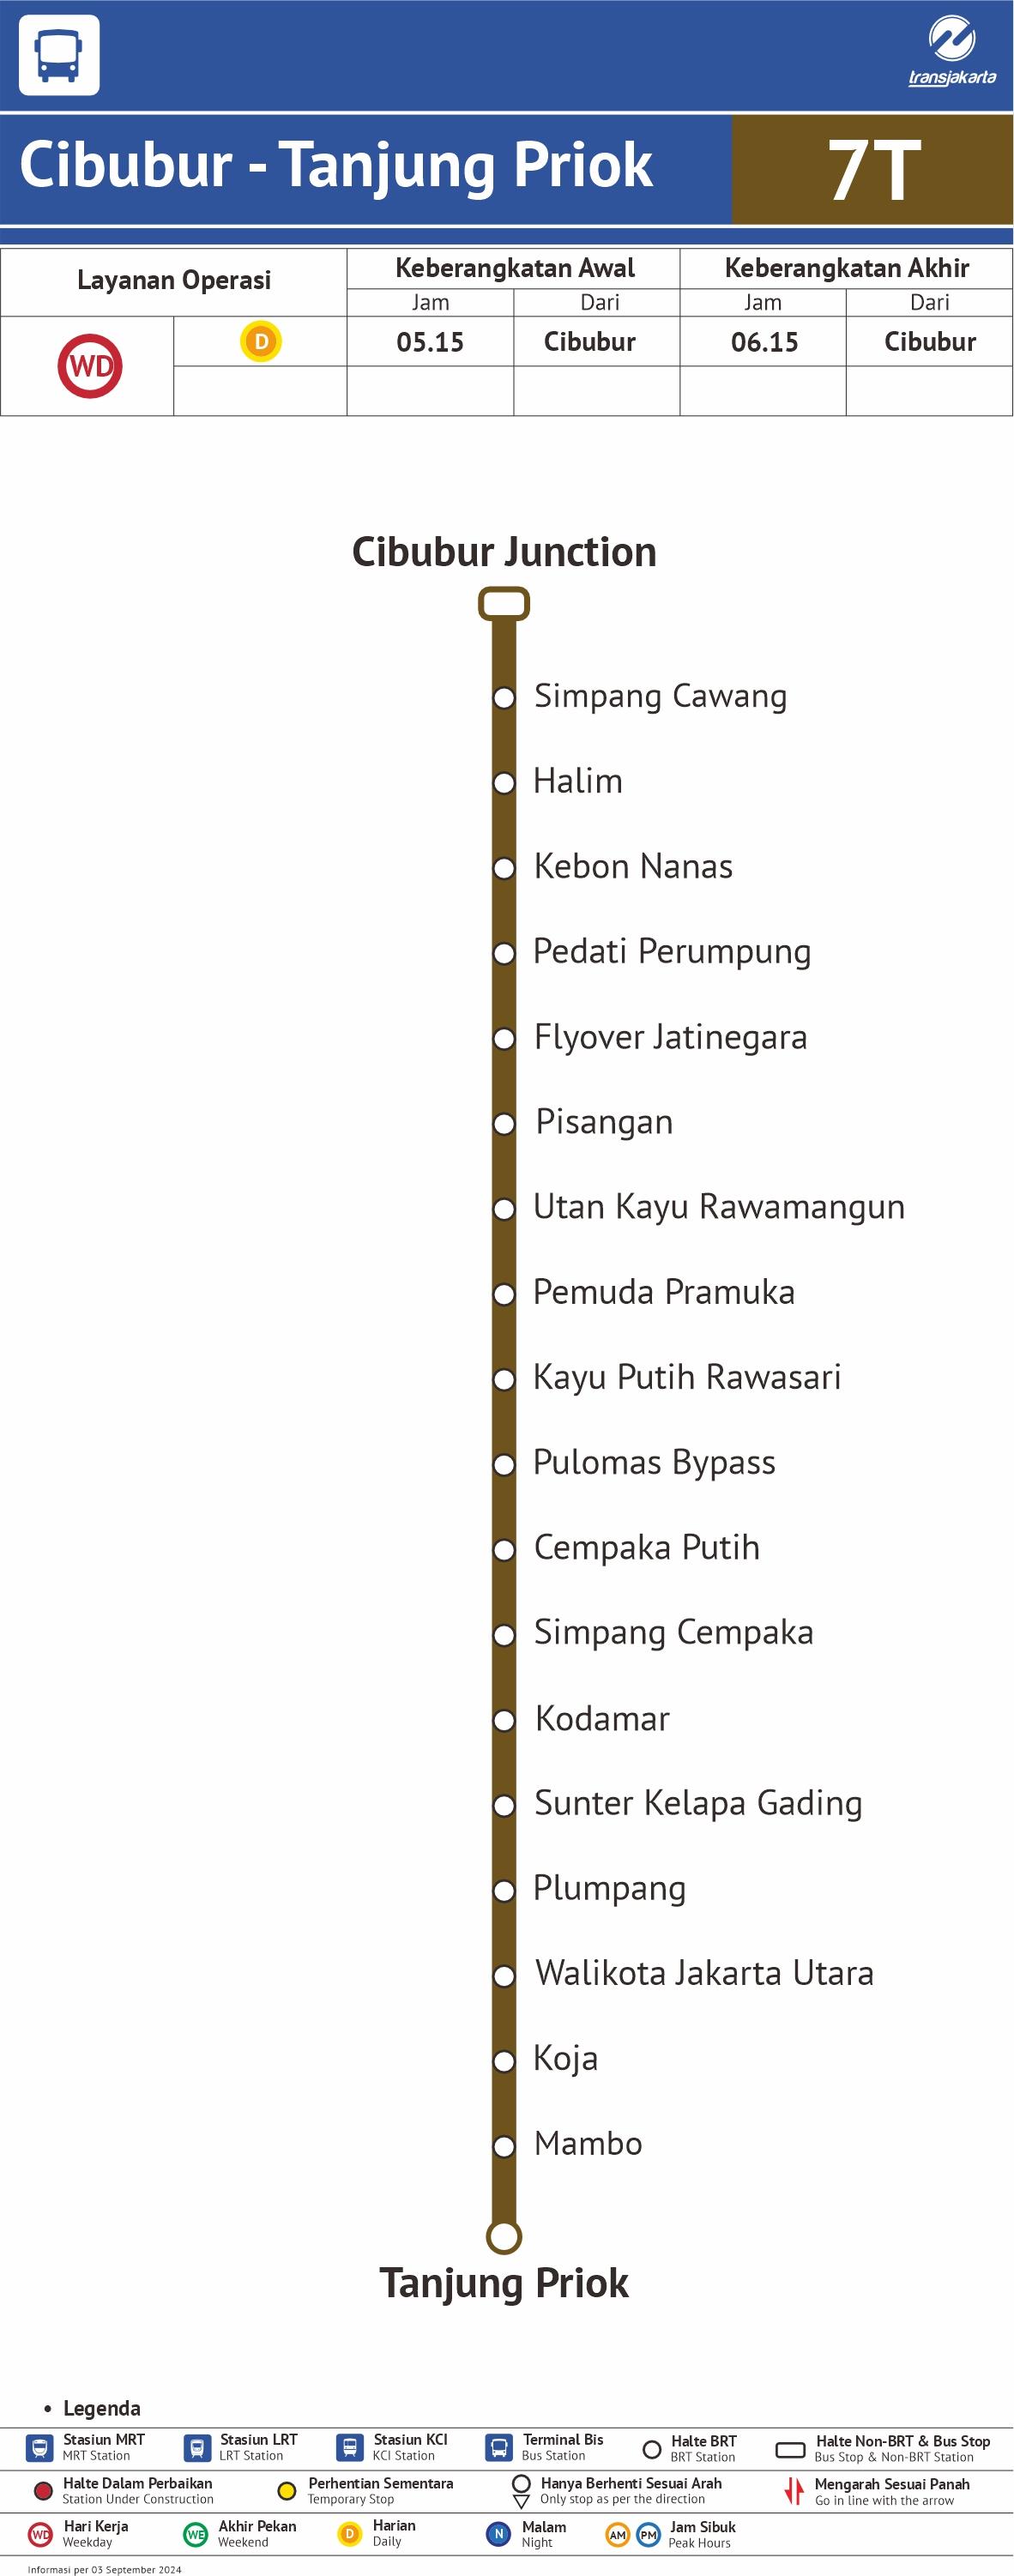 transjakarta
Cibubur - Tanjung Priok
7T
Layanan Operasi
Keberangkatan Awal
Keberangkatan Akhir
Jam
Dari
Jam
Dari
WD
D
05.15
Cibubur
06.15
Cibubur
Cibubur Junction
Simpang Cawang
Halim
Kebon Nanas
Pedati Perumpung
Flyover Jatinegara
Pisangan
Utan Kayu Rawamangun
Pemuda Pramuka
Kayu Putih Rawasari
Pulomas Bypass
Cempaka Putih
Simpang Cempaka
Kodamar
Sunter Kelapa Gading
Plumpang
Walikota Jakarta Utara
Koja
Mambo
Tanjung Priok
• Legenda
Stasiun MRT
MRT Station
Stasiun LRT
LRT Station
Stasiun KCI
KCI Station
Terminal Bis
Bus Station
Halte BRT
BRT Station
Halte Non-BRT & Bus Stop
Bus Stop & Non-BRT Station
Halte Dalam Perbaikan
Station Under Construction
Perhentian Sementara
Temporary Stop
Hanya Berhenti Sesuai Arah
Only stop as per the direction
Mengarah Sesuai Panah
Go in line with the arrow
WD
Hari Kerja
Weekday
WE
Akhir Pekan
Weekend
D
Harian
Daily
N
Malam
Night
AM
PM
Jam Sibuk
Peak Hours
Informasi per 03 September 2024